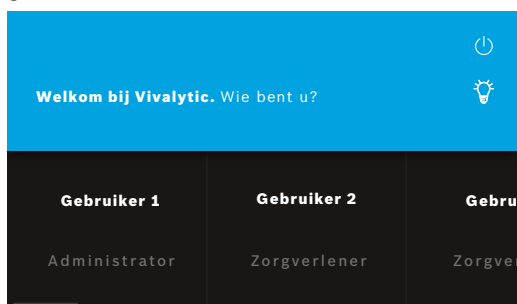 Welkom bij Vivalytic. Wie bent u?
Gebruiker 1 Gebruiker 2
Administrator Zorgverlener